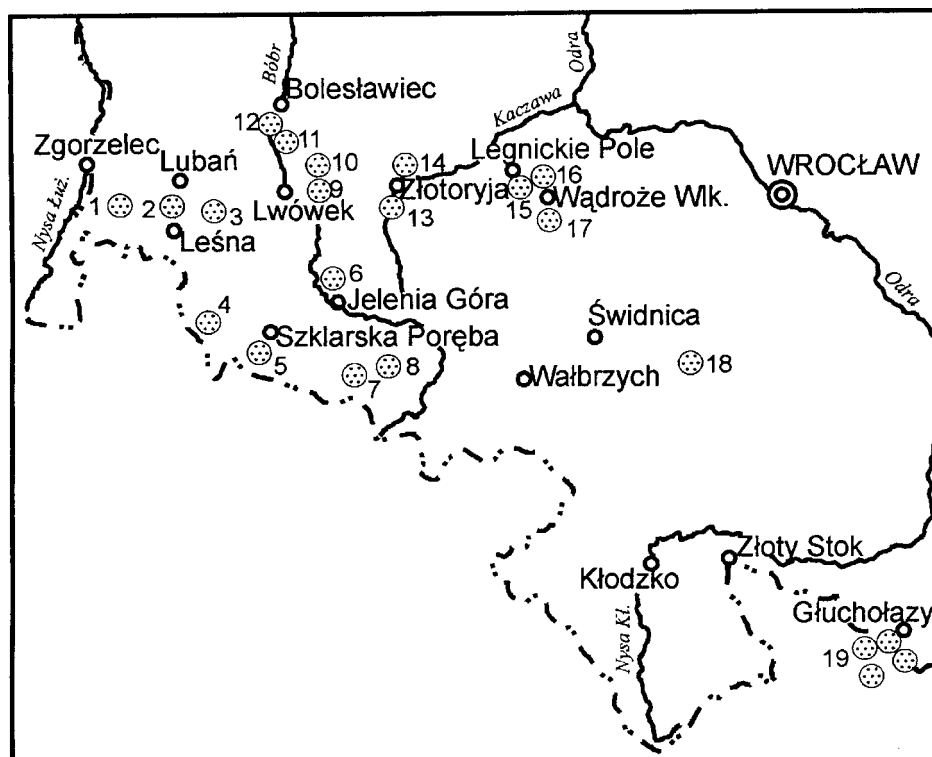 Bóbr
Odra
Bolesławiec
Kaczawa
12
11
Zgorzelec
Lubań
10
14
Legnickie Pole
16
WROCŁAW
9
Złotoryja
15
Wądroże Wlk.
1
2
3
Lwówek
13
17
Nysa Łuż.
Leśna
Odra
6
Jelenia Góra
4
Świdnica
Szklarska Poręba
5
7
8
18
Wałbrzych
Złoty Stok
Kłodzko
Głuchołazy
Nysa Kł.
19